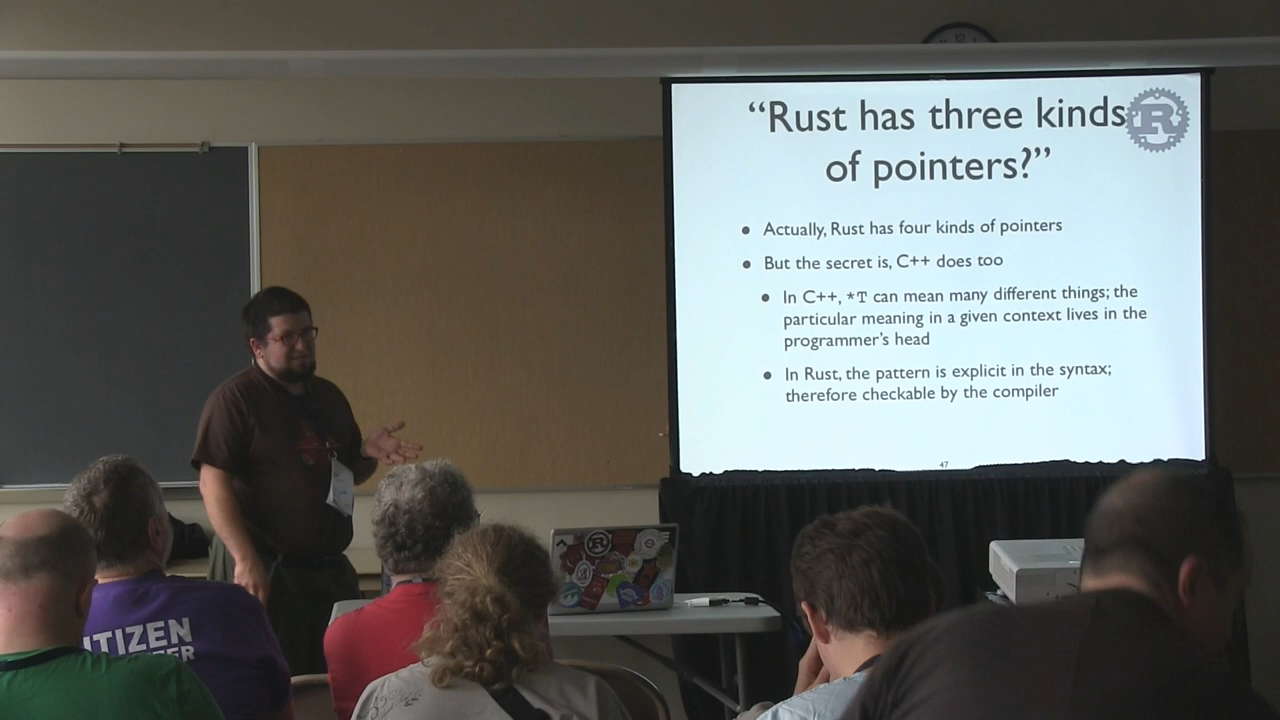 12
“Rust has three kinds
of pointers?”
R
• Actually, Rust has four kinds of pointers
• But the secret is, C++ does too
• In C++, *T can mean many different things; the
particular meaning in a given context lives in the
programmer’s head
• In Rust, the pattern is explicit in the syntax;
therefore checkable by the compiler
47
ITIZEN
R